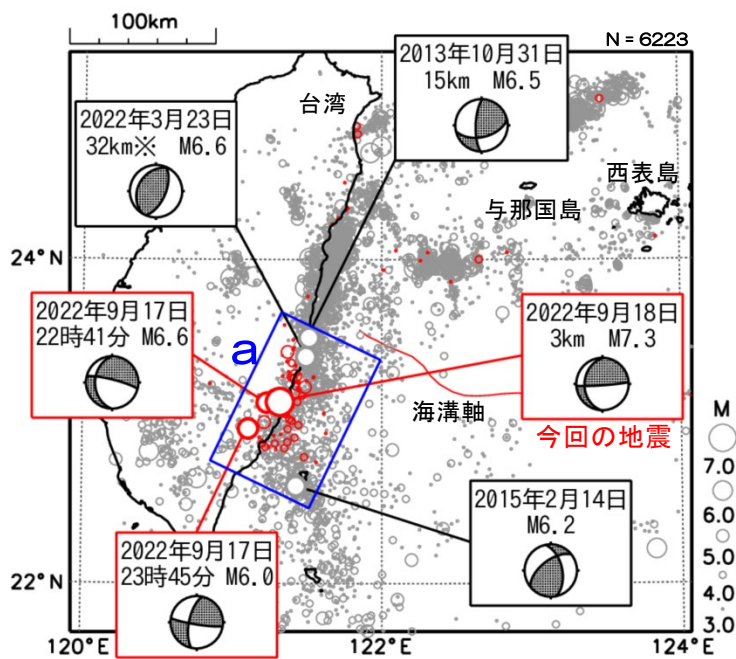 100km
N = 6223
2013年10月31日
15km M6.5
台湾
2022年3月23日
32km※ M6.6
西表島
与那国島
24°N
2022年9月17日
22時41分 M6.6
a
2022年9月18日
3km M7.3
海溝軸
今回の地震
M
7.0
6.0
5.0
4.0
3.0
2015年2月14日
M6.2
2022年9月17日
23時45分 M6.0
22°N
120°E
122°E
124°E